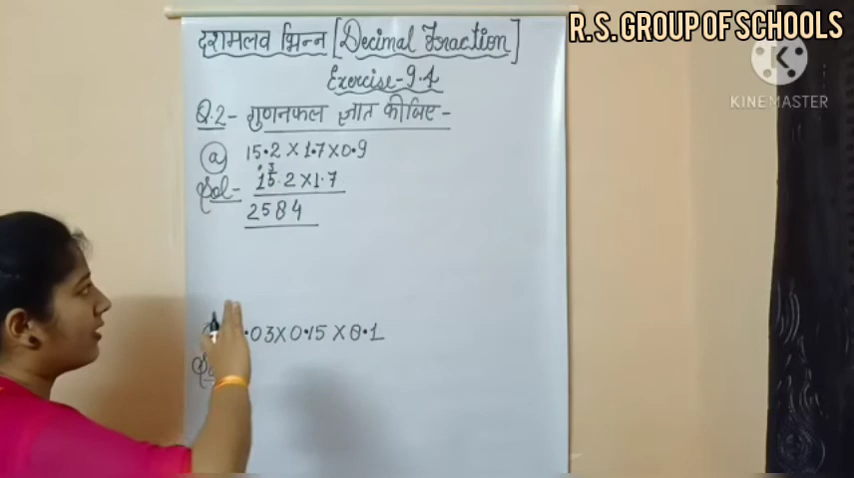 R.S. GROUP OF SCHOOLS
KINEMASTER
दशमलव भिन्न [Decimal Fraction]
Exercise-9.4
Q.2- गुणनफल ज्ञात कीजिए-
(a) 15.2 X 1.7 X 0.9
Sol- 15.2 X 1.7
2584
.03 X 0.15 X 0.1